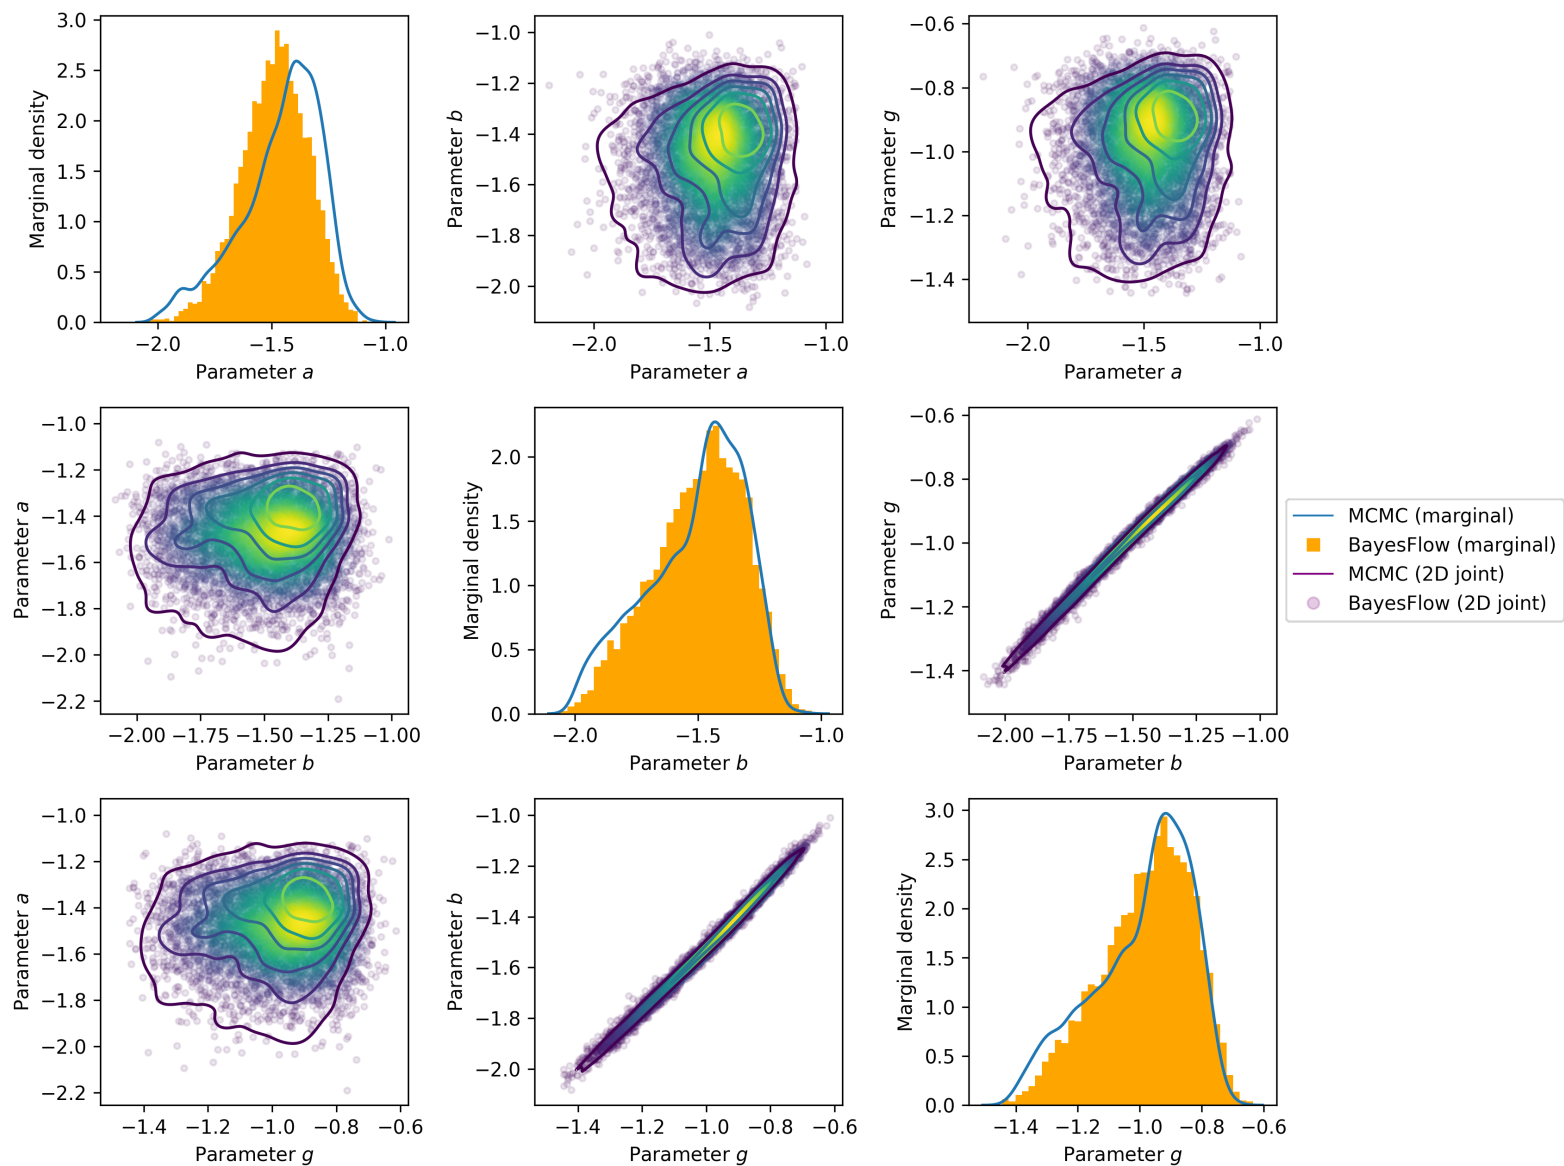 3.0
2.5
2.0
1.5
1.0
0.5
0.0
Marginal density
−2.0 −1.5 −1.0
Parameter a
−1.0
−1.2
−1.4
−1.6
−1.8
−2.0
Parameter b
−2.0 −1.5 −1.0
Parameter a
−0.6
−0.8
−1.0
−1.2
−1.4
Parameter g
−2.0 −1.5 −1.0
Parameter a
−1.0
−1.2
−1.4
−1.6
−1.8
−2.0
−2.2
Parameter a
−2.00 −1.75 −1.50 −1.25 −1.00
Parameter b
2.0
1.5
1.0
0.5
0.0
Marginal density
−2.0 −1.5 −1.0
Parameter b
−0.6
−0.8
−1.0
−1.2
−1.4
Parameter g
−2.00 −1.75 −1.50 −1.25 −1.00
Parameter b
MCMC (marginal)
BayesFlow (marginal)
MCMC (2D joint)
BayesFlow (2D joint)
−1.0
−1.2
−1.4
−1.6
−1.8
−2.0
−2.2
Parameter a
−1.4 −1.2 −1.0 −0.8 −0.6
Parameter g
−1.0
−1.2
−1.4
−1.6
−1.8
−2.0
Parameter b
−1.4 −1.2 −1.0 −0.8 −0.6
Parameter g
3.0
2.5
2.0
1.5
1.0
0.5
0.0
Marginal density
−1.4 −1.2 −1.0 −0.8 −0.6
Parameter g